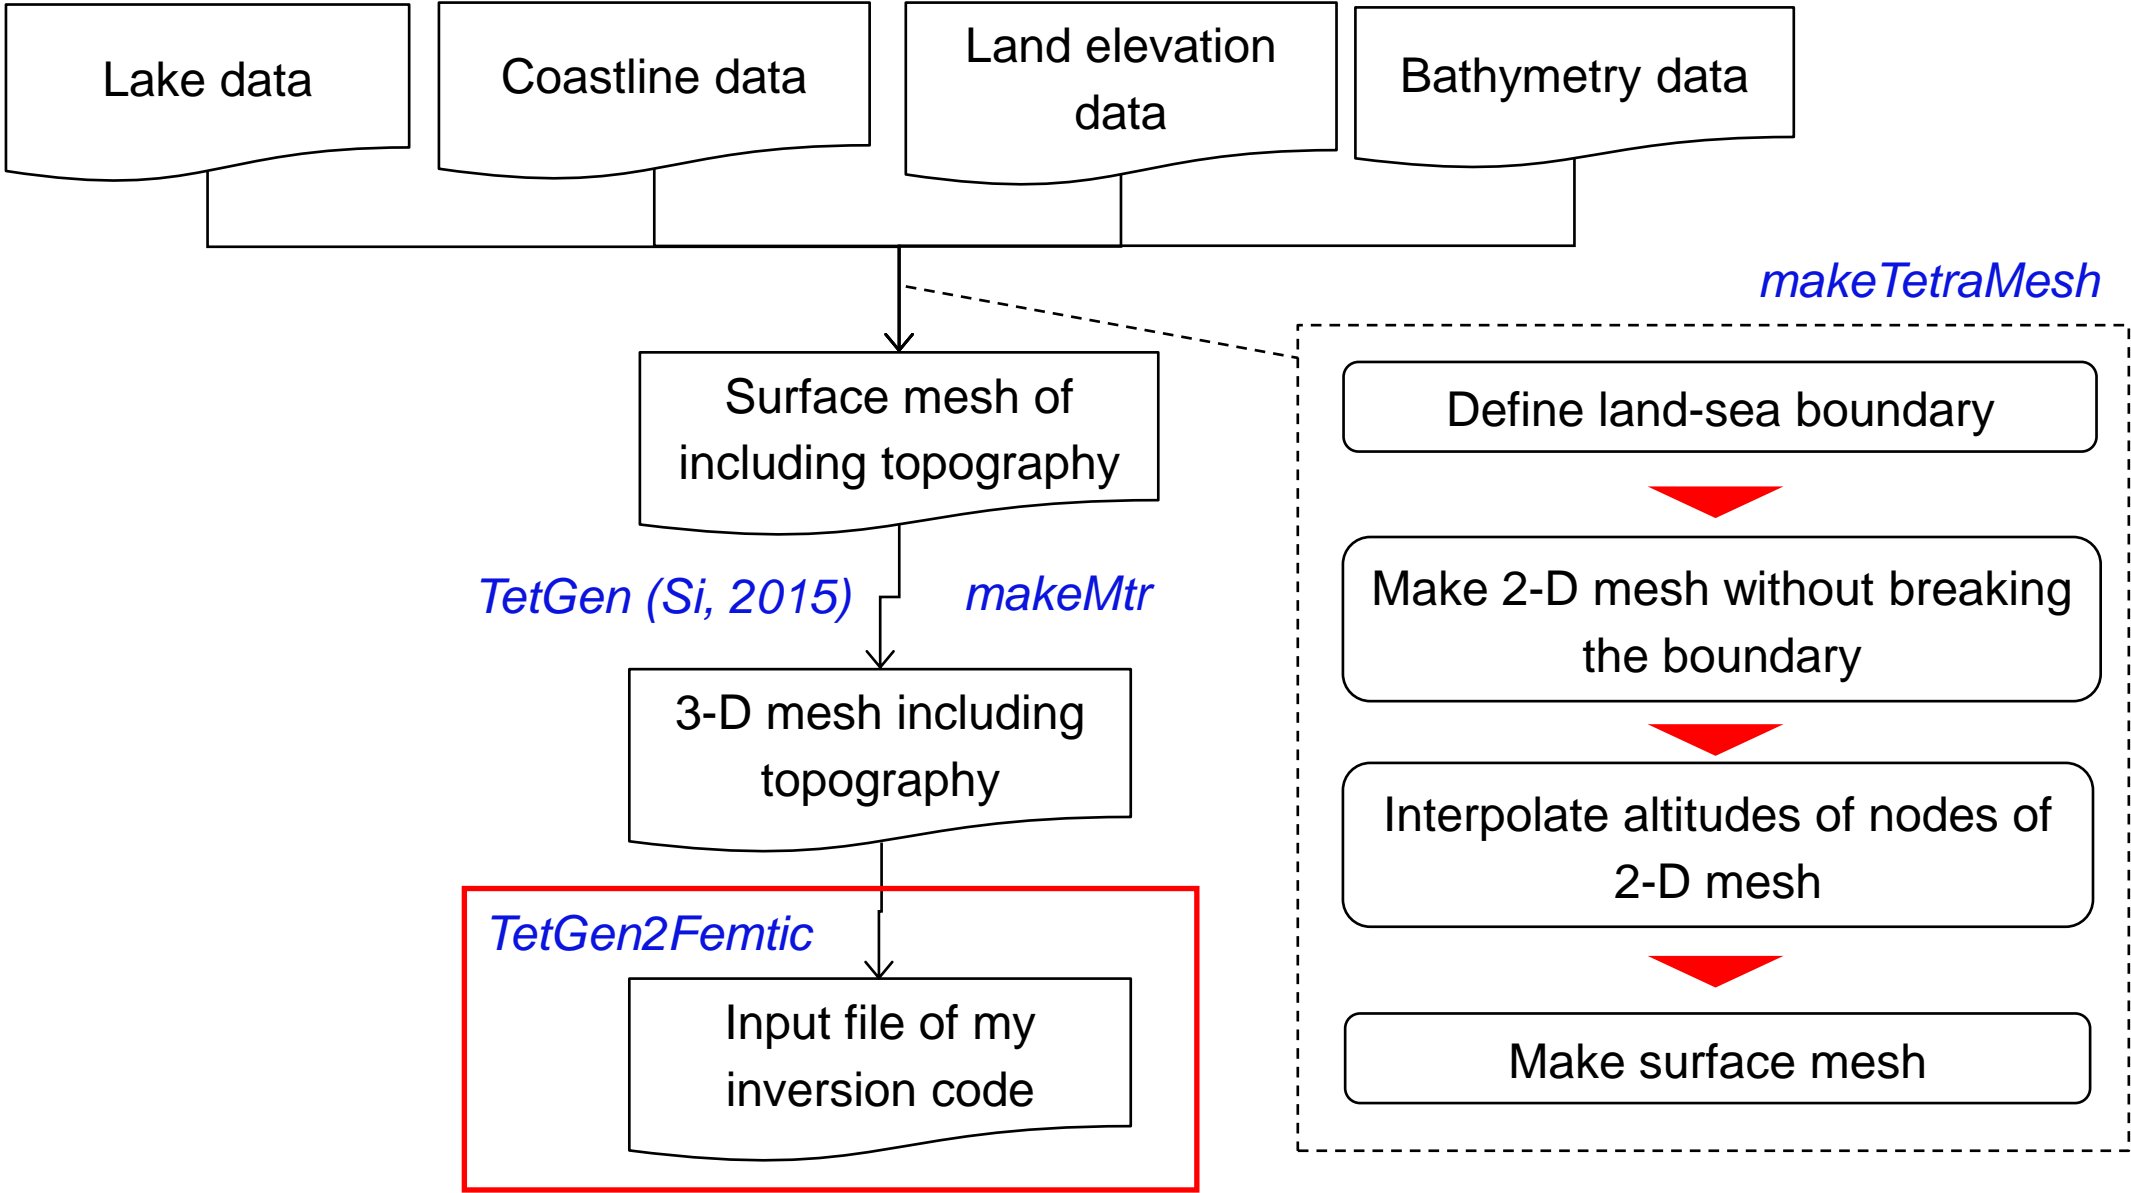 Lake data
Coastline data
Land elevation
data
Bathymetry data
makeTetraMesh
Surface mesh of
including topography
TetGen (Si, 2015)
makeMtr
3-D mesh including
topography
TetGen2Femtic
Input file of my
inversion code
Define land-sea boundary
Make 2-D mesh without breaking
the boundary
Interpolate altitudes of nodes of
2-D mesh
Make surface mesh